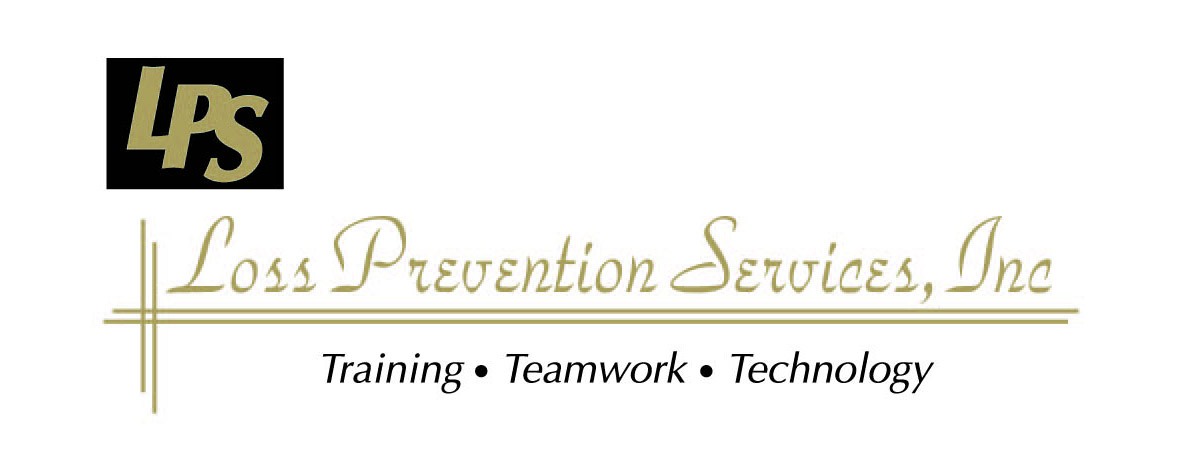 LPS
Loss Prevention Services, Inc
Training • Teamwork • Technology